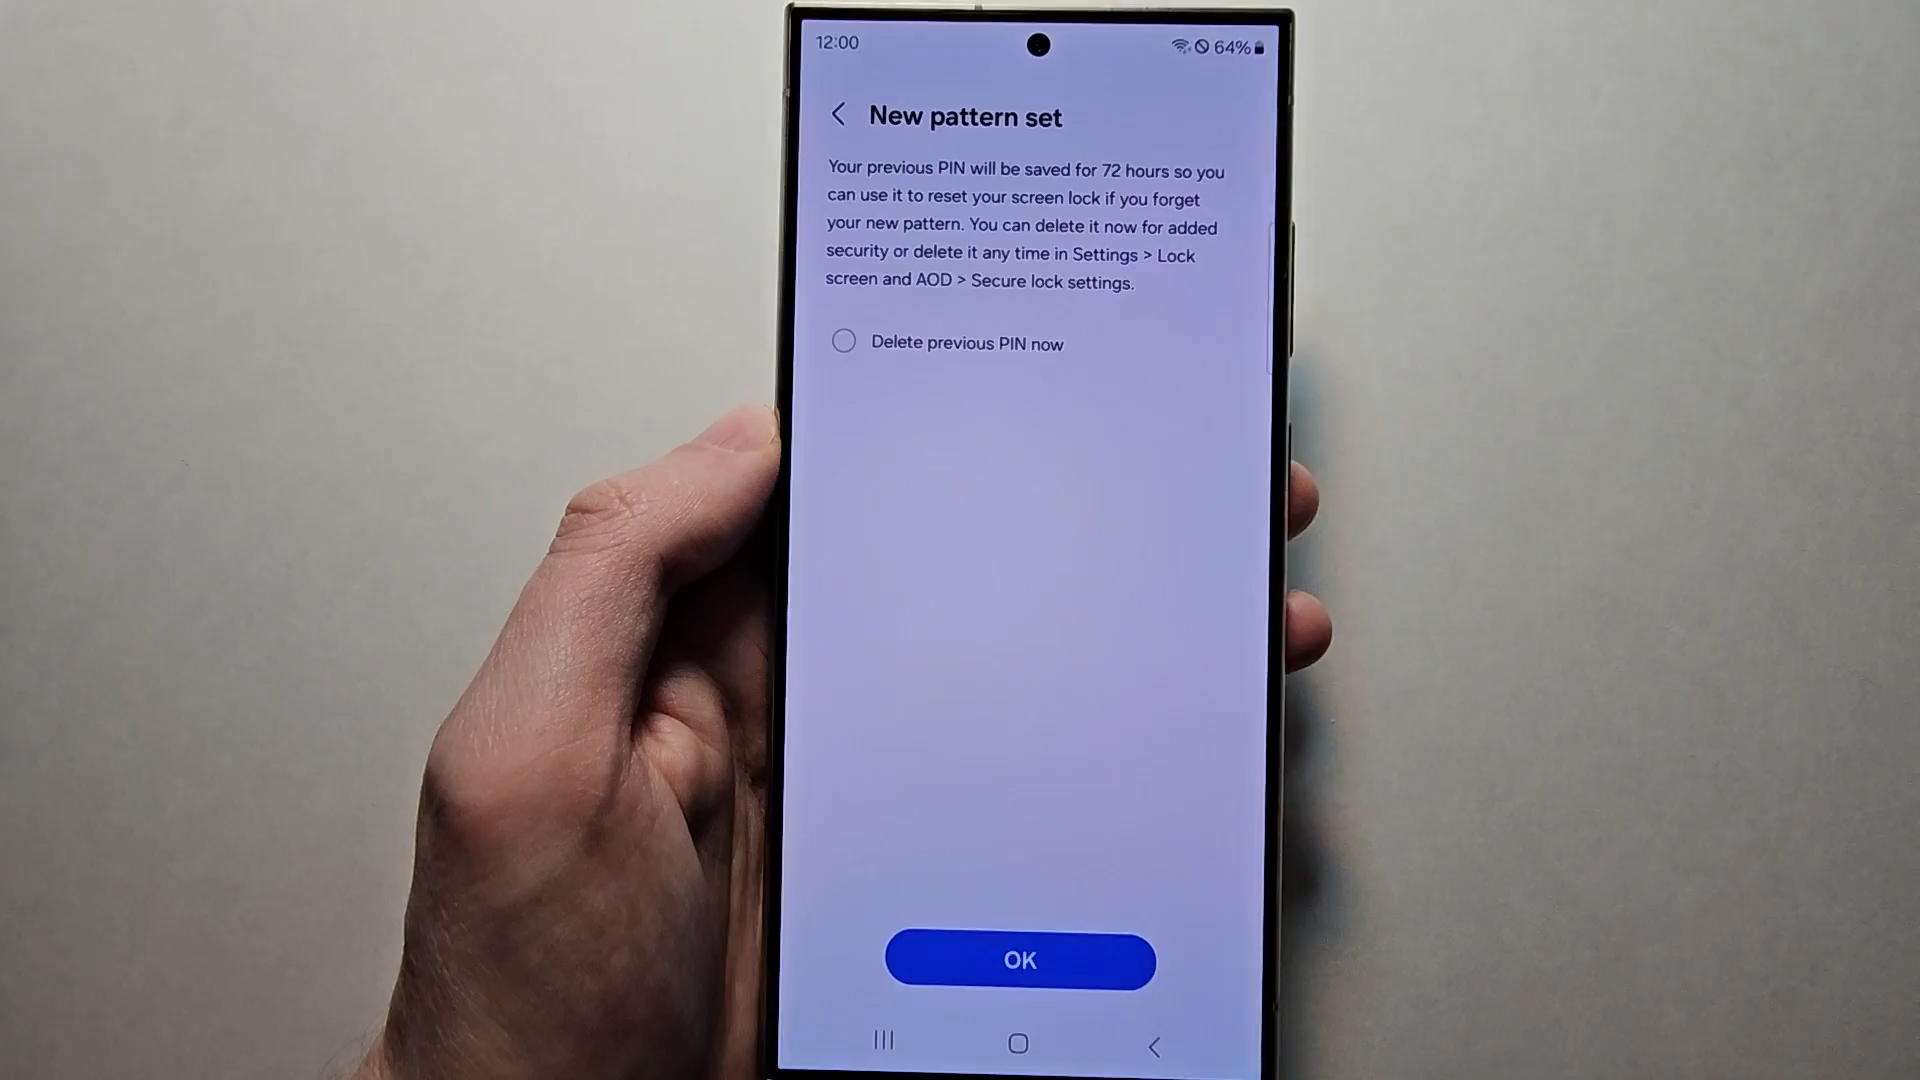 12:00
64%
New pattern set
Your previous PIN will be saved for 72 hours so you
can use it to reset your screen lock if you forget
your new pattern. You can delete it now for added
security or delete it any time in Settings > Lock
screen and AOD > Secure lock settings.
Delete previous PIN now
OK